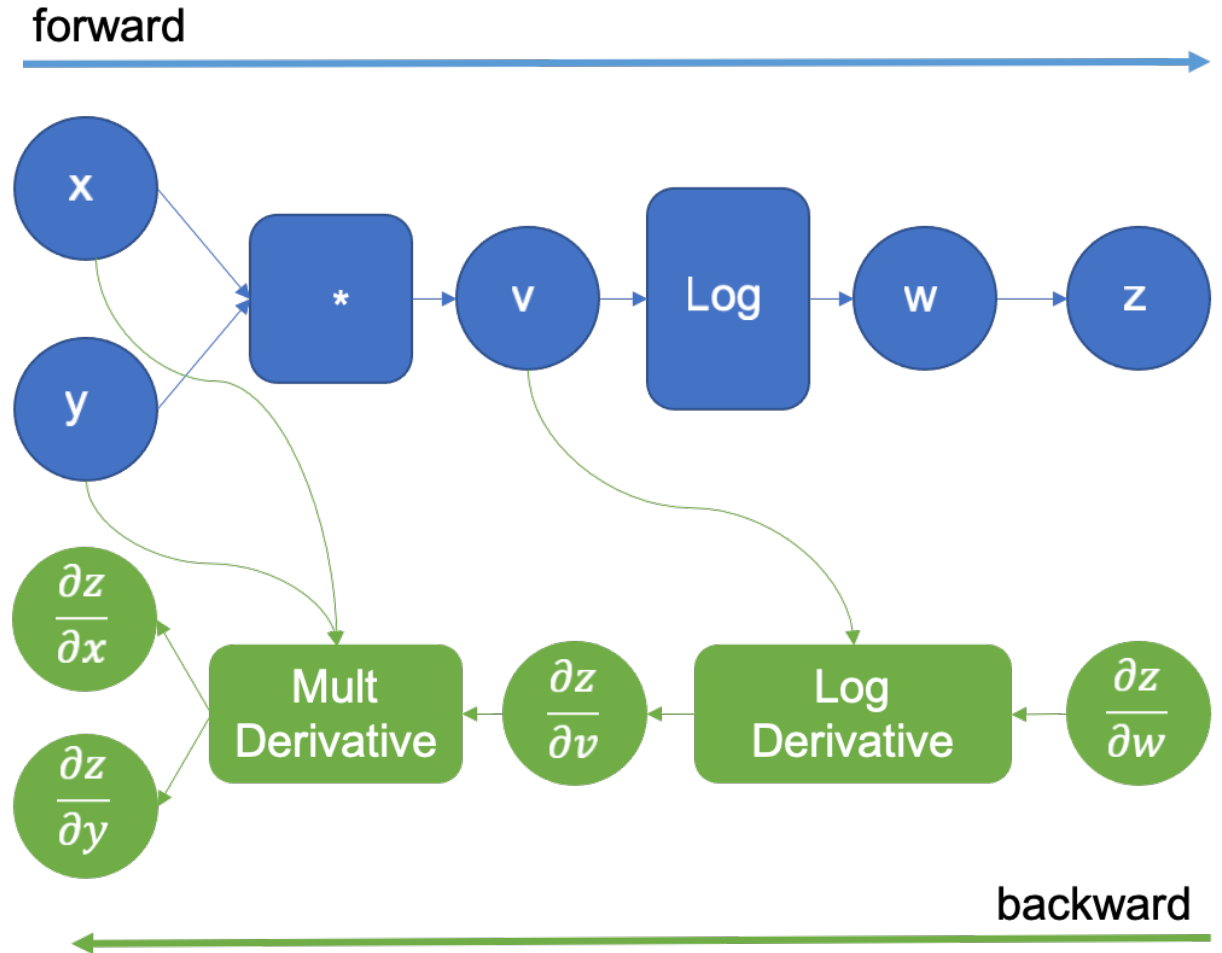 forward
x
y
*
v
Log
w
z
∂z
∂x
∂z
∂y
Mult
Derivative
∂z
∂v
Log
Derivative
∂z
∂w
backward